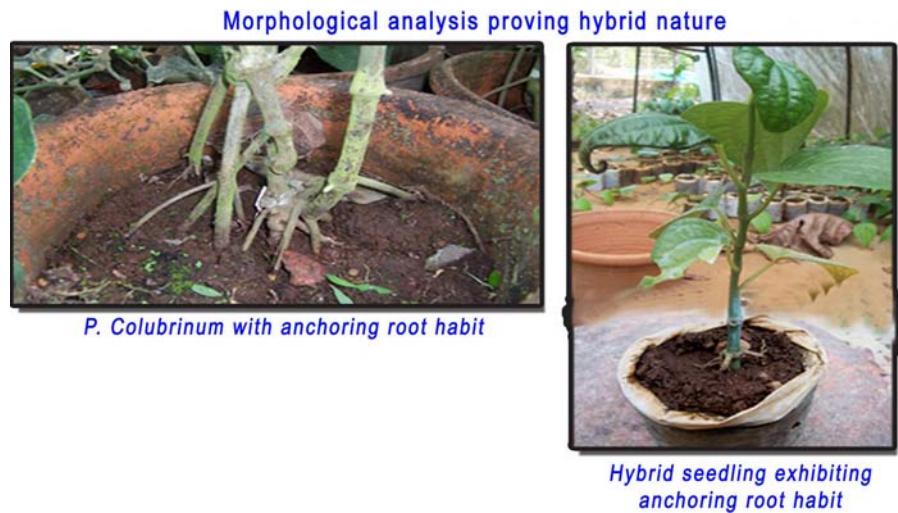 Morphological analysis proving hybrid nature
P. Colubrinum with anchoring root habit
Hybrid seedling exhibiting
anchoring root habit